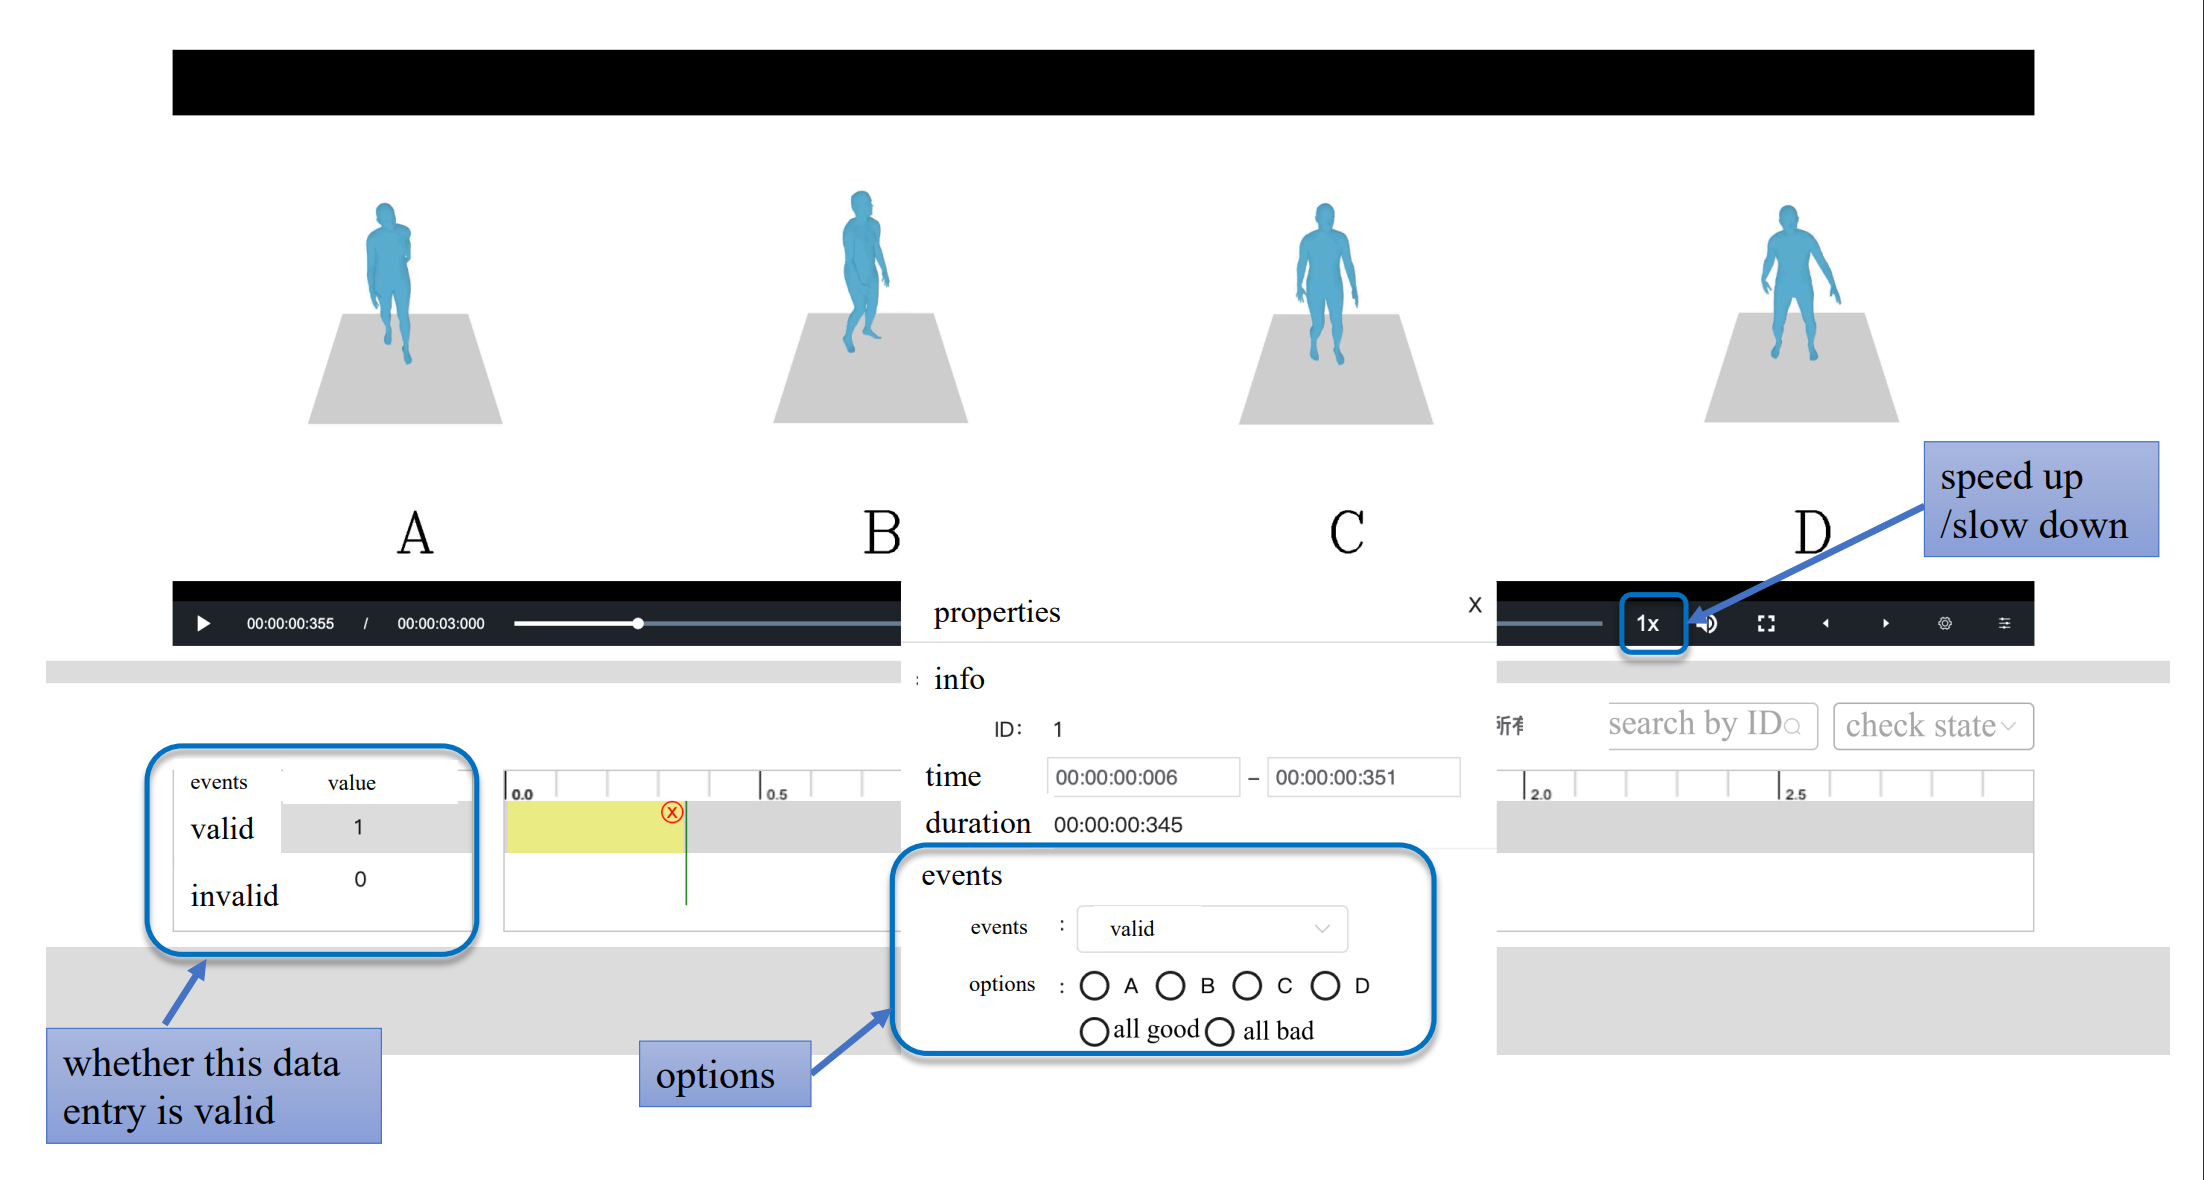 A B C D
speed up
/slow down
00:00:00:355 / 00:00:03:000
1x
properties X
: info
ID: 1
time 00:00:00:006 – 00:00:00:351
duration 00:00:00:345
events
events : valid
options : A B C D
all good all bad
search by ID
check state
events value
valid 1
invalid 0
0.0 0.5 2.0 2.5
X
whether this data
entry is valid
options